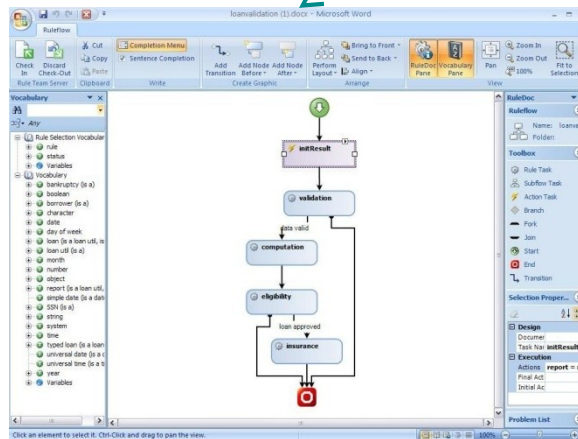 loanvalidation (1).docx - Microsoft Word
Ruleflow
Check In
Discard Check-Out
Cut
Copy
Paste
Completion Menu
Sentence Completion
Add Transition
Add Node Before
Add Node After
Perform Layout
Bring to Front
Send to Back
Align
RuleDoc Pane
Vocabulary Pane
Pan
Zoom In
Zoom Out
100%
Fit to Selection
Rule Team Server
Clipboard
Write
Create Graphic
Arrange
View
Vocabulary
Any
Rule Selection Vocabular
rule
status
Variables
Vocabulary
bankruptcy (is a)
boolean
borrower (is a)
character
date
day of week
loan (is a loan util, is
loan util (is a)
month
number
object
report (is a loan util,
simple date (is a dat
SSN (is a)
string
system
time
typed loan (is a loan
universal date (is a c
universal time (is a ti
year
Variables
initResult
validation
data valid
computation
eligibility
loan approved
insurance
RuleDoc
Ruleflow
Name: loanva
Folder:
Toolbox
Rule Task
Subflow Task
Action Task
Branch
Fork
Join
Start
End
Transition
Selection Proper...
Design
Documer
Task Nar initResult
Execution
Actions report =
Final Act
Initial Ac
Problem List
Click an element to select it. Ctrl-Click and drag to pan the view.
100%